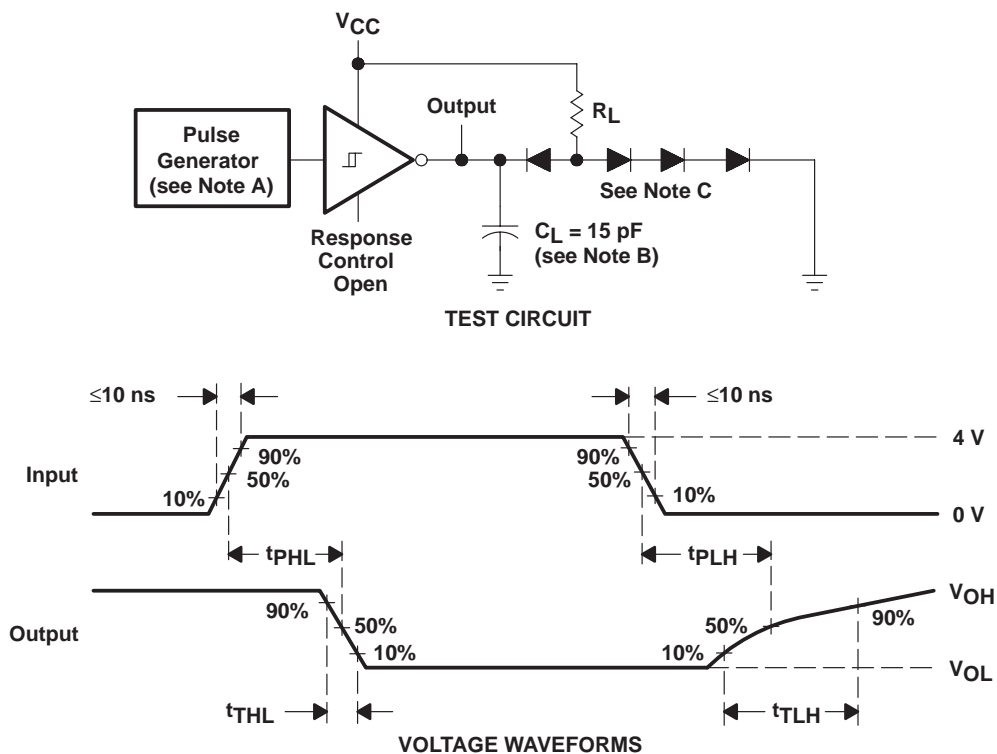 VCC
Pulse
Generator
(see Note A)
Output
RL
See Note C
Response
Control
Open
CL = 15 pF
(see Note B)
TEST CIRCUIT
≤10 ns
≤10 ns
Input
10%
50%
90%
90%
50%
10%
4 V
0 V
tPHL
tPLH
Output
90%
50%
10%
50%
10%
90%
VOH
VOL
tTHL
tTLH
VOLTAGE WAVEFORMS